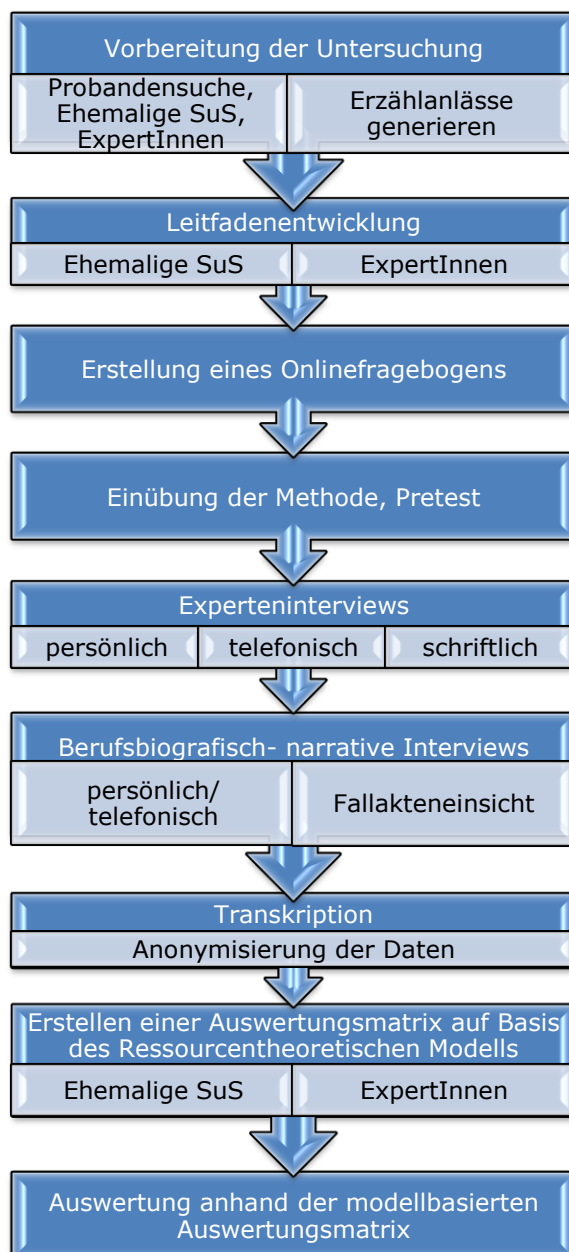 Vorbereitung der Untersuchung
Probandensuche,
Ehemalige SuS,
ExpertInnen
Erzählanlässe
generieren
Leitfadenentwicklung
Ehemalige SuS
ExpertInnen
Erstellung eines Onlinefragebogens
Einübung der Methode, Pretest
Experteninterviews
persönlich
telefonisch
schriftlich
Berufsbiografisch- narrative Interviews
persönlich/
telefonisch
Fallakteneinsicht
Transkription
Anonymisierung der Daten
Erstellen einer Auswertungsmatrix auf Basis
des Ressourcentheoretischen Modells
Ehemalige SuS
ExpertInnen
Auswertung anhand der modellbasierten
Auswertungsmatrix